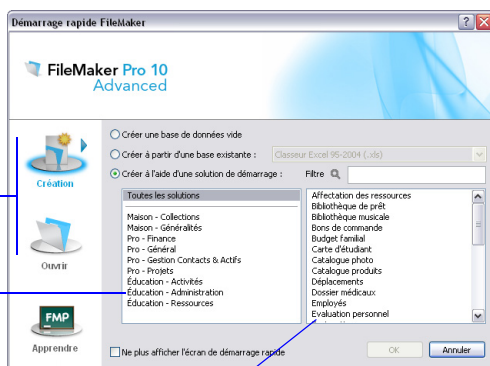 Démarrage rapide FileMaker
FileMaker Pro 10
Advanced
Création
Ouvrir
FMP
Apprendre
Créer une base de données vide
Créer à partir d'une base existante : Classeur Excel 95-2004 (.xls)
Créer à l'aide d'une solution de démarrage : Filtre
Toutes les solutions
Maison - Collections
Maison - Généralités
Pro - Finance
Pro - Général
Pro - Gestion Contacts & Actifs
Pro - Projets
Éducation - Activités
Éducation - Administration
Éducation - Ressources
Affectation des ressources
Bibliothèque de prêt
Bibliothèque musicale
Bons de commande
Budget familial
Carte d'étudiant
Catalogue photo
Catalogue produits
Déplacements
Dossier médicaux
Employés
Evaluation personnel
Ne plus afficher l'écran de démarrage rapide
OK
Annuler